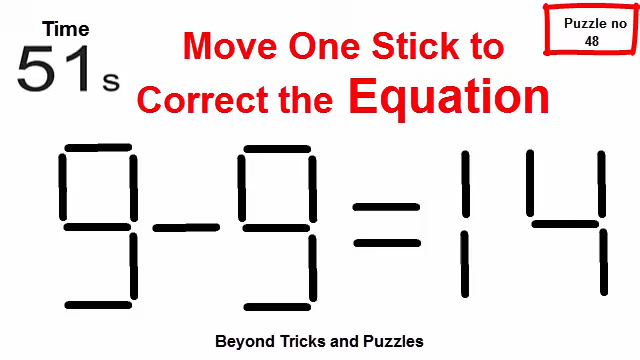 Time
51s
Move One Stick to
Correct the Equation
Puzzle no
48
9-9=14
Beyond Tricks and Puzzles